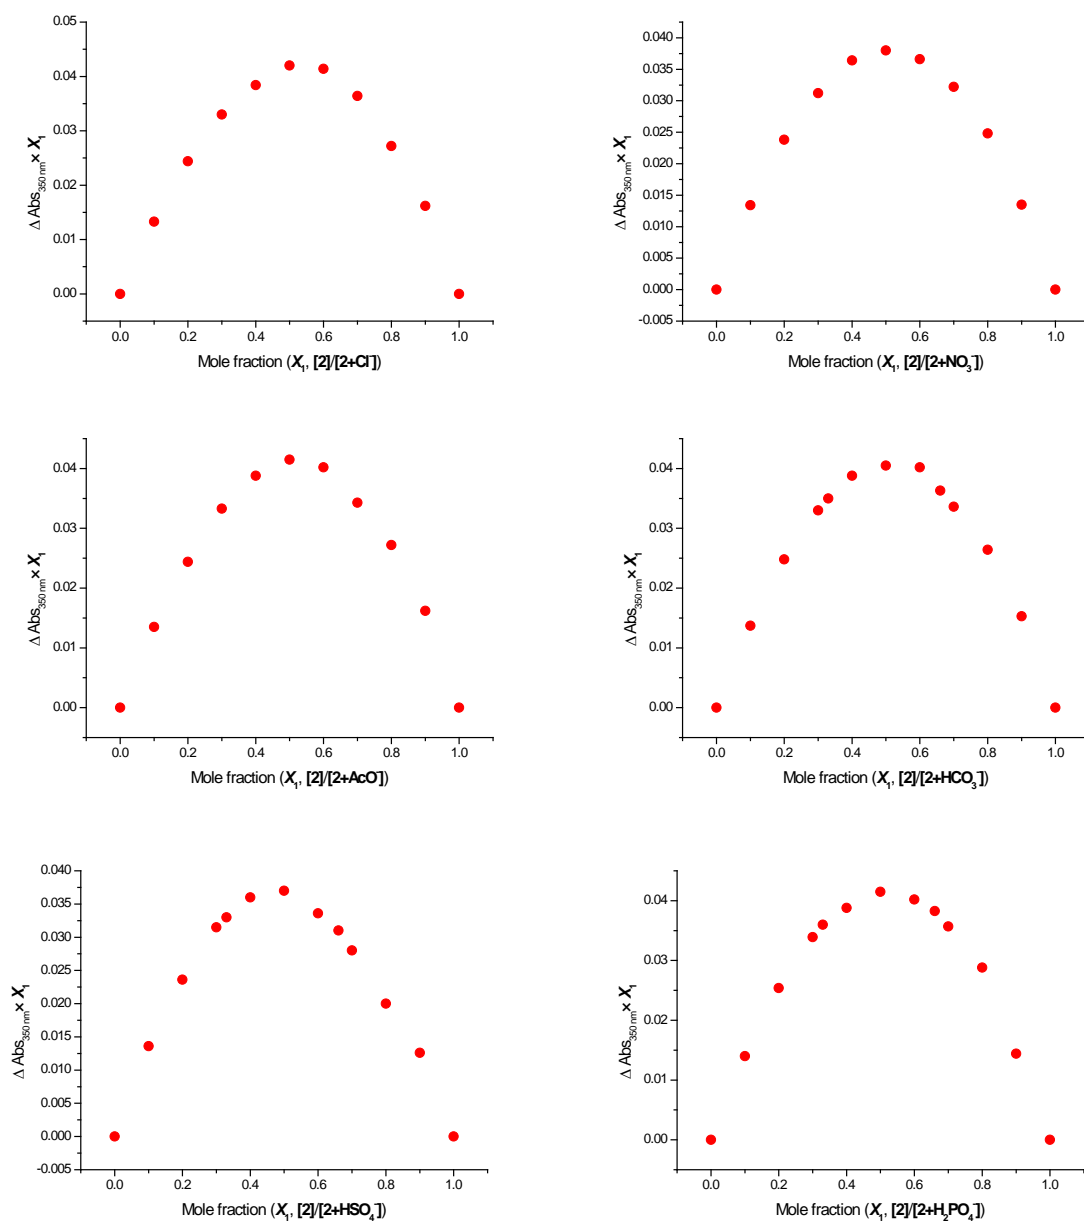 Δ Abs₃₅₀ ₙₘ× X₁
0.05
0.04
0.03
0.02
0.01
0.00
0.0 0.2 0.4 0.6 0.8 1.0
Mole fraction (X₁, [2]/[2+Cl⁻])
Δ Abs₃₅₀ ₙₘ× X₁
0.040
0.035
0.030
0.025
0.020
0.015
0.010
0.005
0.000
-0.005
0.0 0.2 0.4 0.6 0.8 1.0
Mole fraction (X₁, [2]/[2+NO₃⁻])
Δ Abs₃₅₀ ₙₘ× X₁
0.04
0.03
0.02
0.01
0.00
0.0 0.2 0.4 0.6 0.8 1.0
Mole fraction (X₁, [2]/[2+AcO⁻])
Δ Abs₃₅₀ ₙₘ× X₁
0.04
0.03
0.02
0.01
0.00
0.0 0.2 0.4 0.6 0.8 1.0
Mole fraction (X₁, [2]/[2+HCO₃⁻])
Δ Abs₃₅₀ ₙₘ× X₁
0.040
0.035
0.030
0.025
0.020
0.015
0.010
0.005
0.000
-0.005
0.0 0.2 0.4 0.6 0.8 1.0
Mole fraction (X₁, [2]/[2+HSO₄⁻])
Δ Abs₃₅₀ ₙₘ× X₁
0.04
0.03
0.02
0.01
0.00
0.0 0.2 0.4 0.6 0.8 1.0
Mole fraction (X₁, [2]/[2+H₂PO₄⁻])